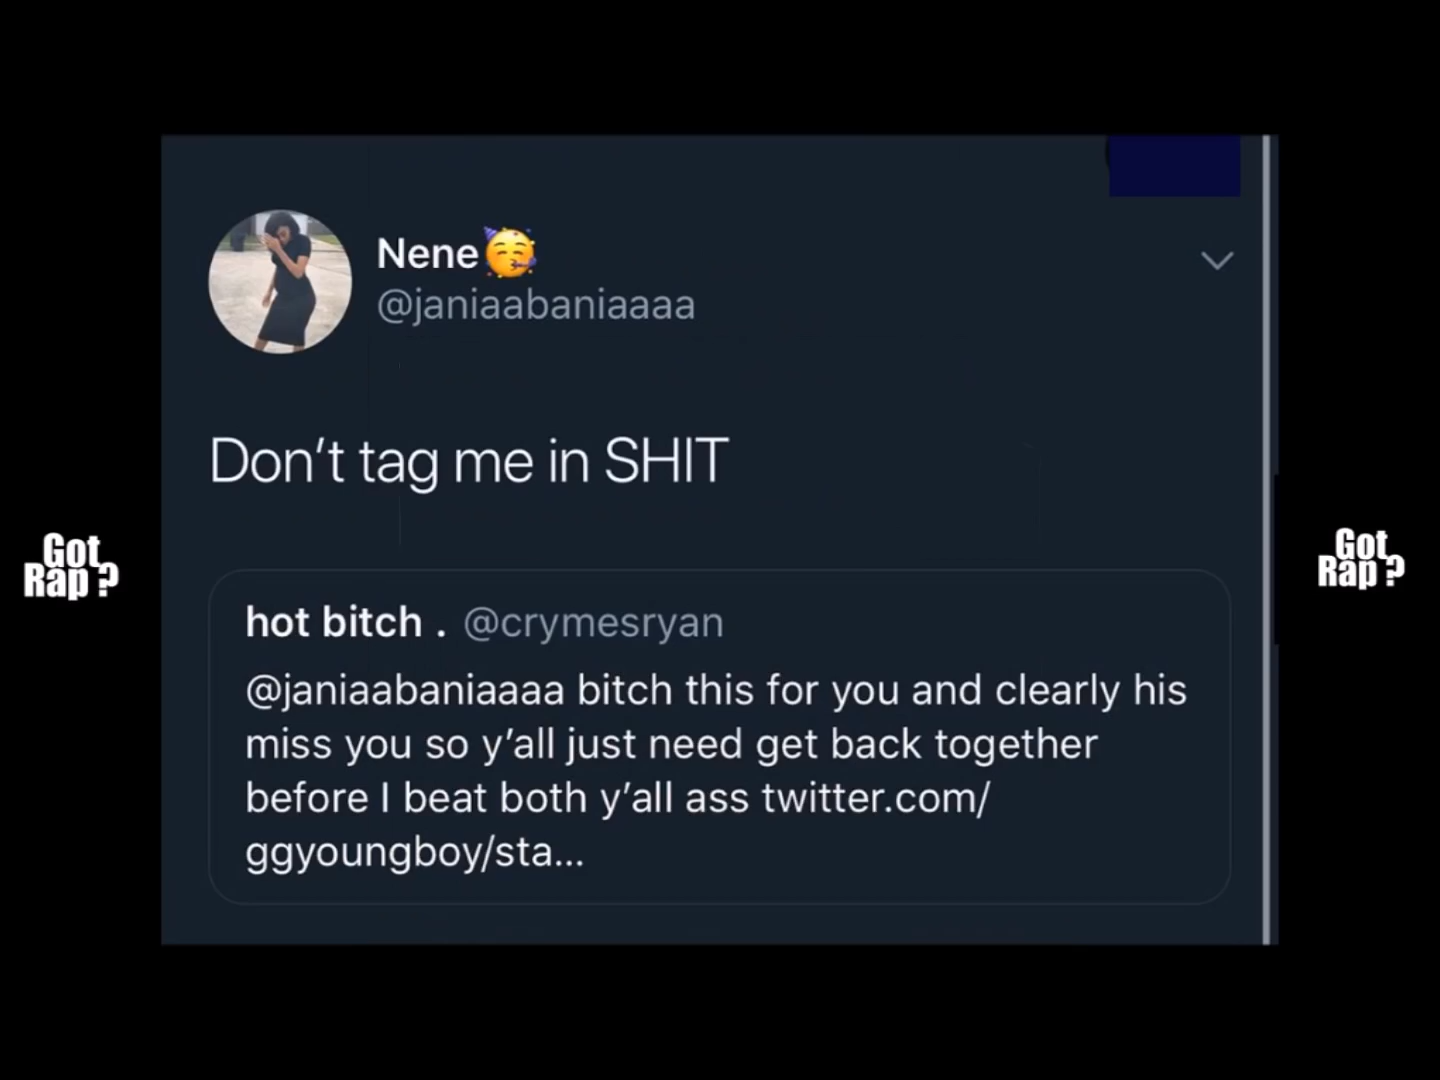 Nene🥳
@janiaabaniaaaa
Don't tag me in SHIT
hot bitch . @crymesryan
@janiaabaniaaaa bitch this for you and clearly his
miss you so y'all just need get back together
before I beat both y'all ass twitter.com/
ggyoungboy/sta...
Got
Rap ?
Got
Rap ?